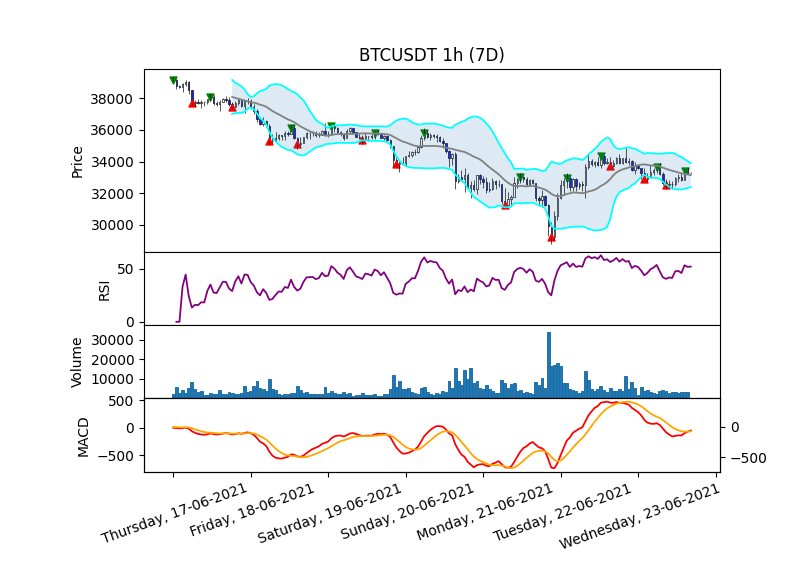 BTCUSDT 1h (7D)
Price
38000
36000
34000
32000
30000
RSI
50
0
Volume
30000
20000
10000
MACD
500
0
−500
0
−500
Thursday, 17-06-2021
Friday, 18-06-2021
Saturday, 19-06-2021
Sunday, 20-06-2021
Monday, 21-06-2021
Tuesday, 22-06-2021
Wednesday, 23-06-2021